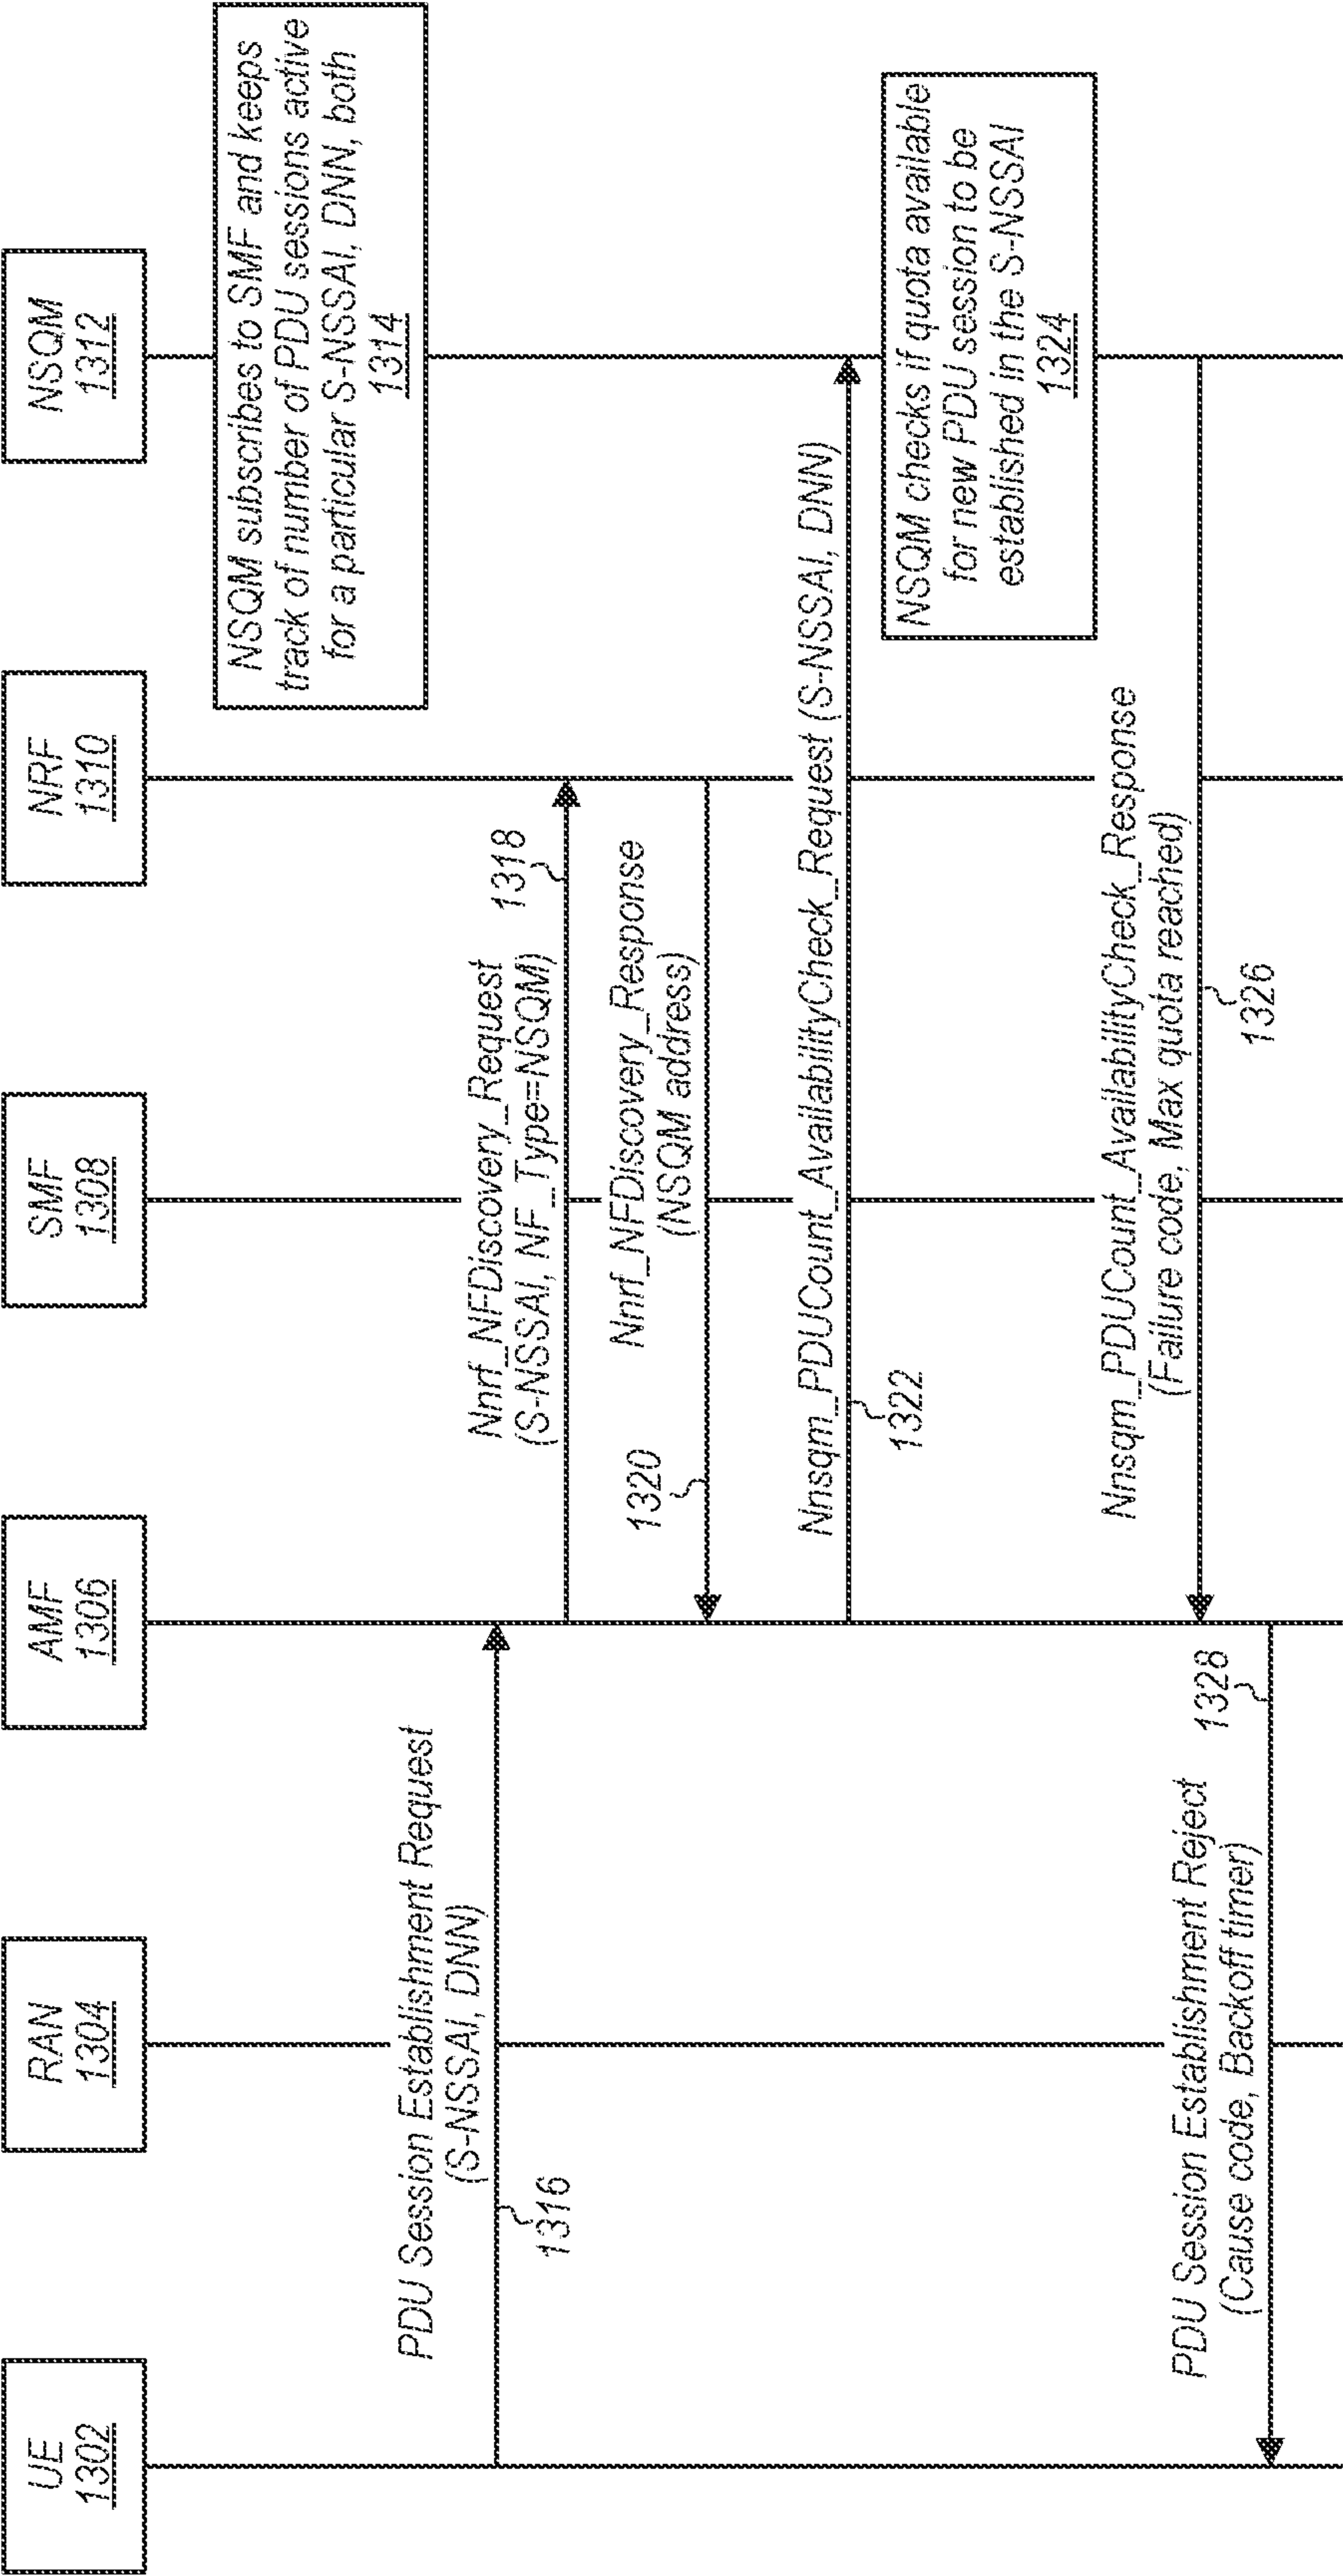 UE
1302
RAN
1304
AMF
1306
SMF
1308
NRF
1310
NSQM
1312
NSQM subscribes to SMF and keeps
track of number of PDU sessions active
for a particular S-NSSAI, DNN, both
1314
PDU Session Establishment Request
(S-NSSAI, DNN)
1316
Nnrf_NFDiscovery_Request
(S-NSSAI, NF_Type=NSQM)
1318
Nnrf_NFDiscovery_Response
(NSQM address)
1320
Nnsqm_PDUCount_AvailabilityCheck_Request (S-NSSAI, DNN)
1322
NSQM checks if quota available
for new PDU session to be
established in the S-NSSAI
1324
Nnsqm_PDUCount_AvailabilityCheck_Response
(Failure code, Max quota reached)
1326
PDU Session Establishment Reject
(Cause code, Backoff timer)
1328